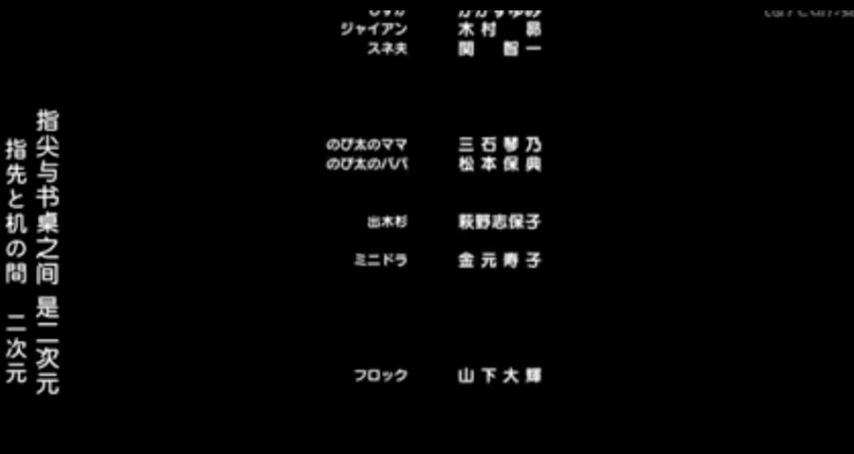 ジャイアン 木村 昴
スネ夫 関 智一
のび太のママ 三石琴乃
のび太のパパ 松本保典
出木杉 萩野志保子
ミニドラ 金元寿子
フロック 山下大輝
指尖与书桌之间 是二次元
指先と机の間 二次元